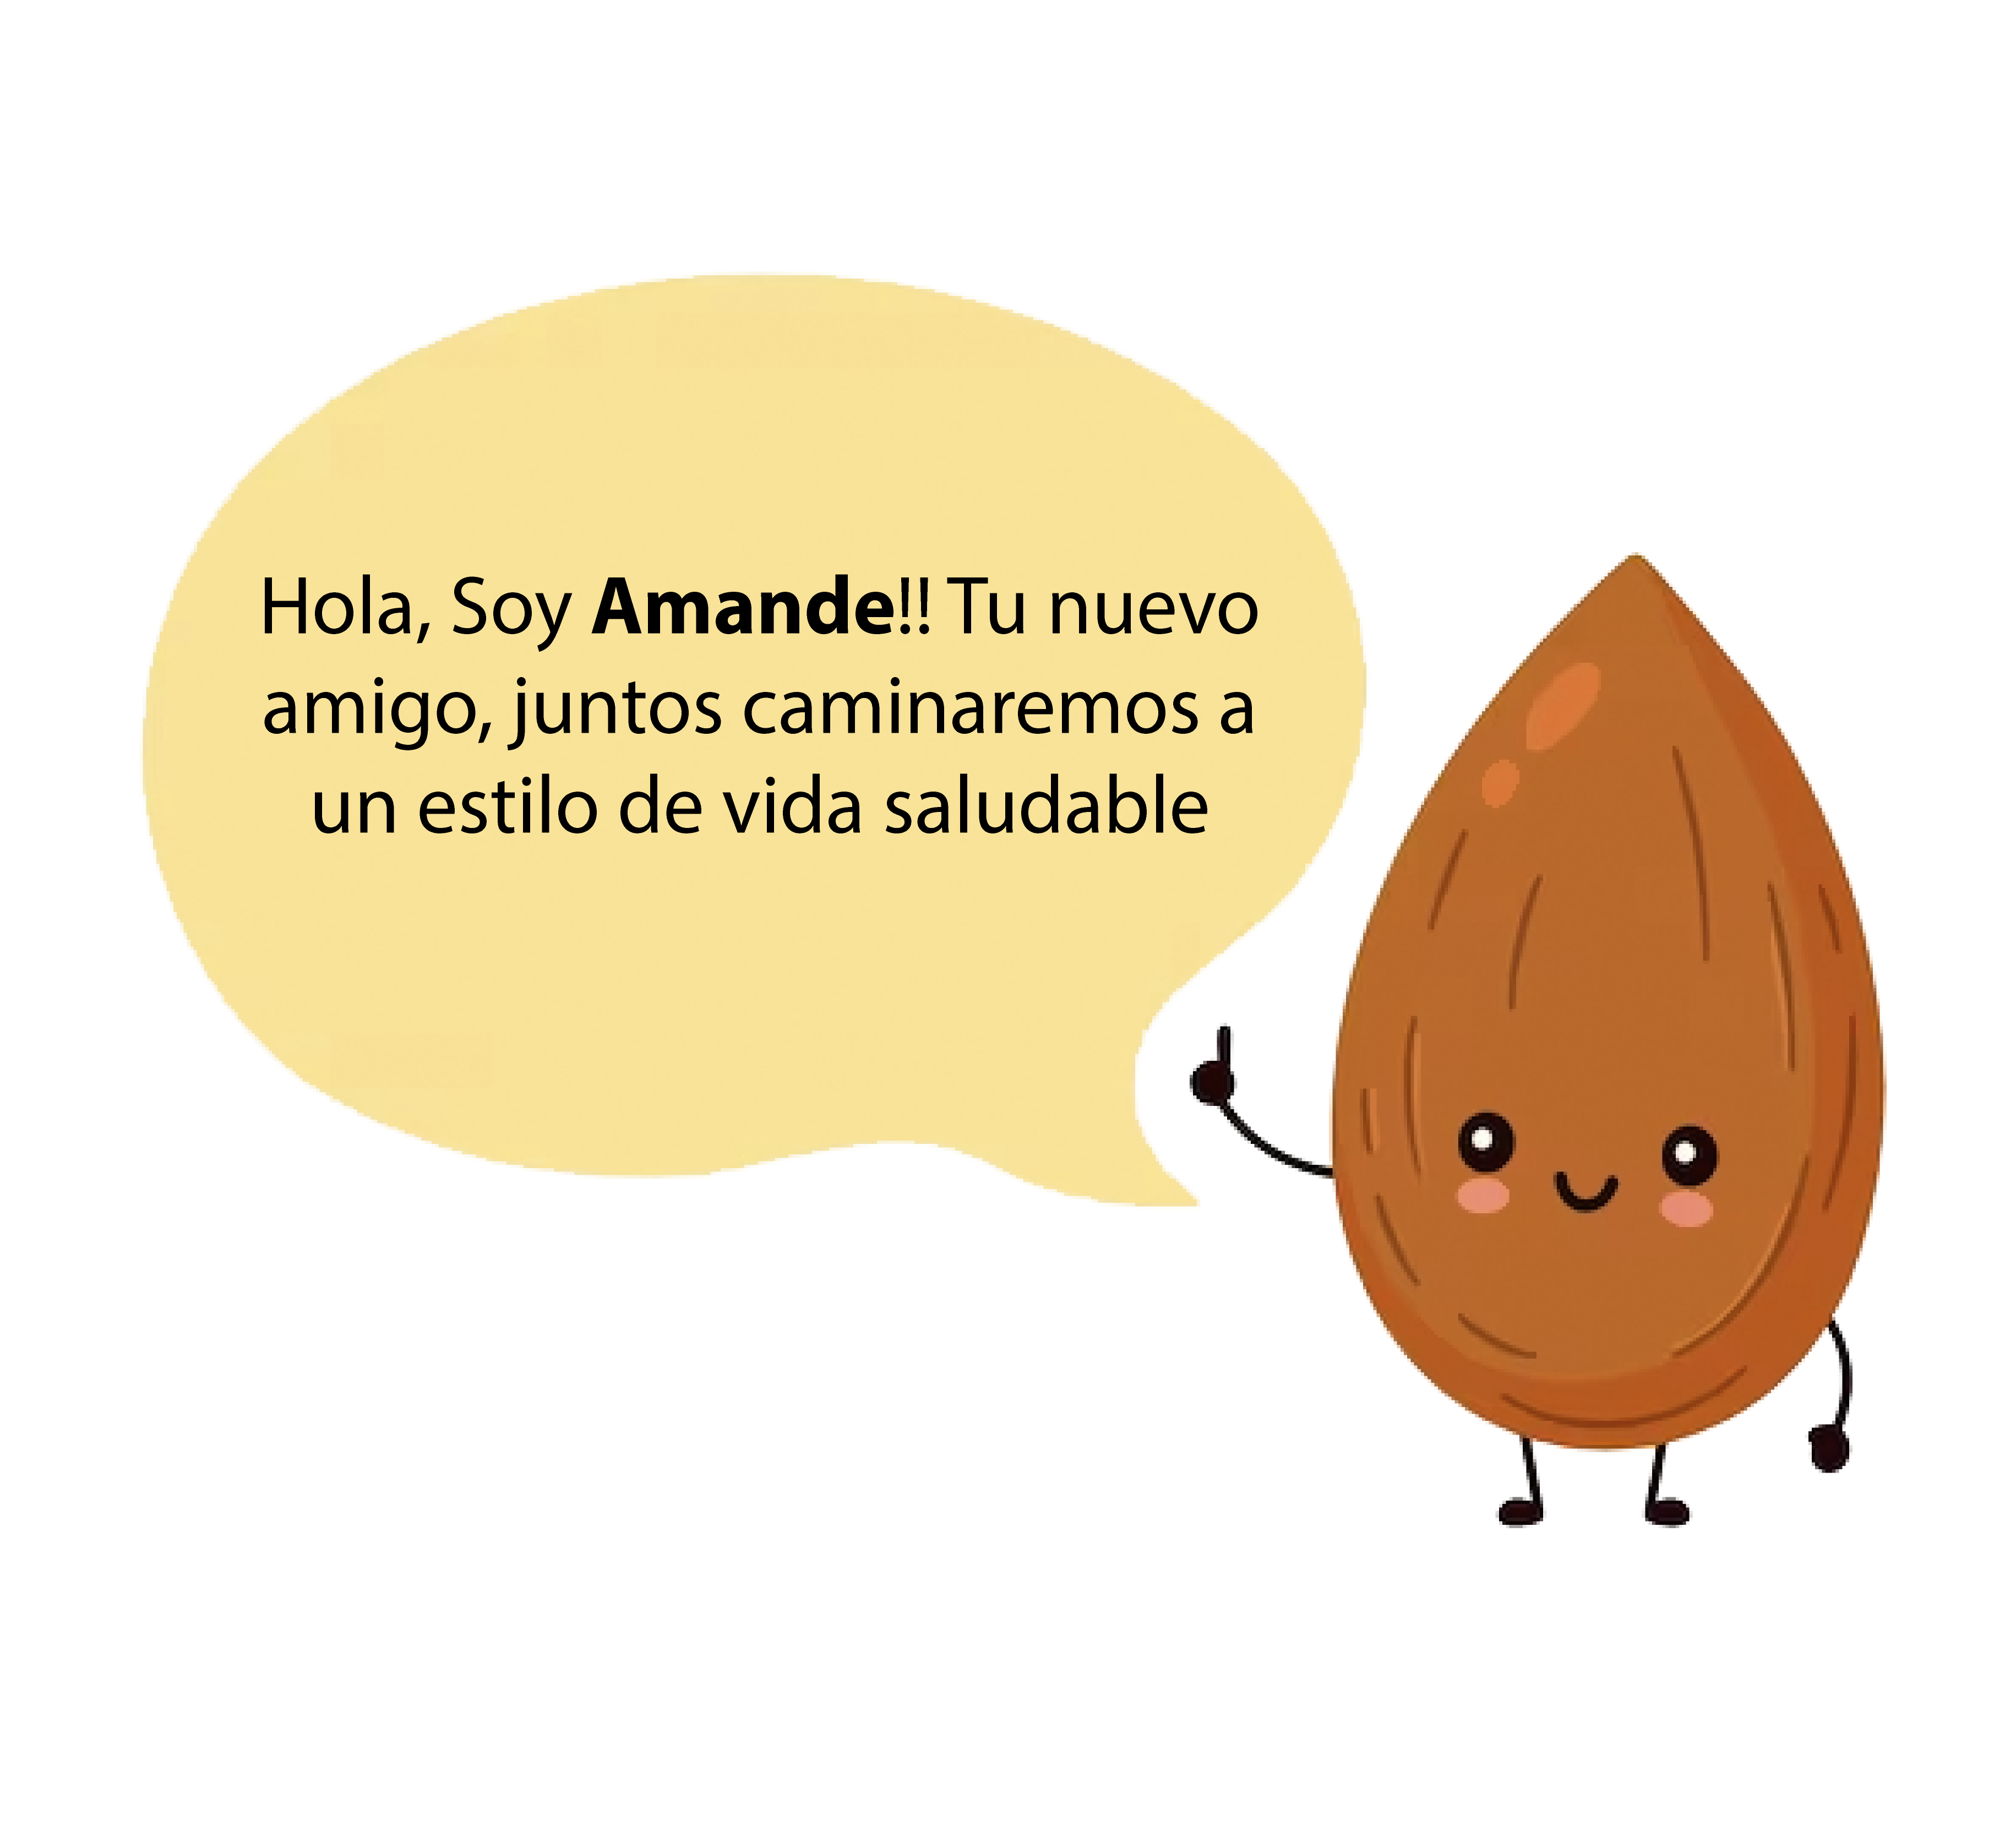 Hola, Soy Amande!! Tu nuevo
amigo, juntos caminaremos a
un estilo de vida saludable